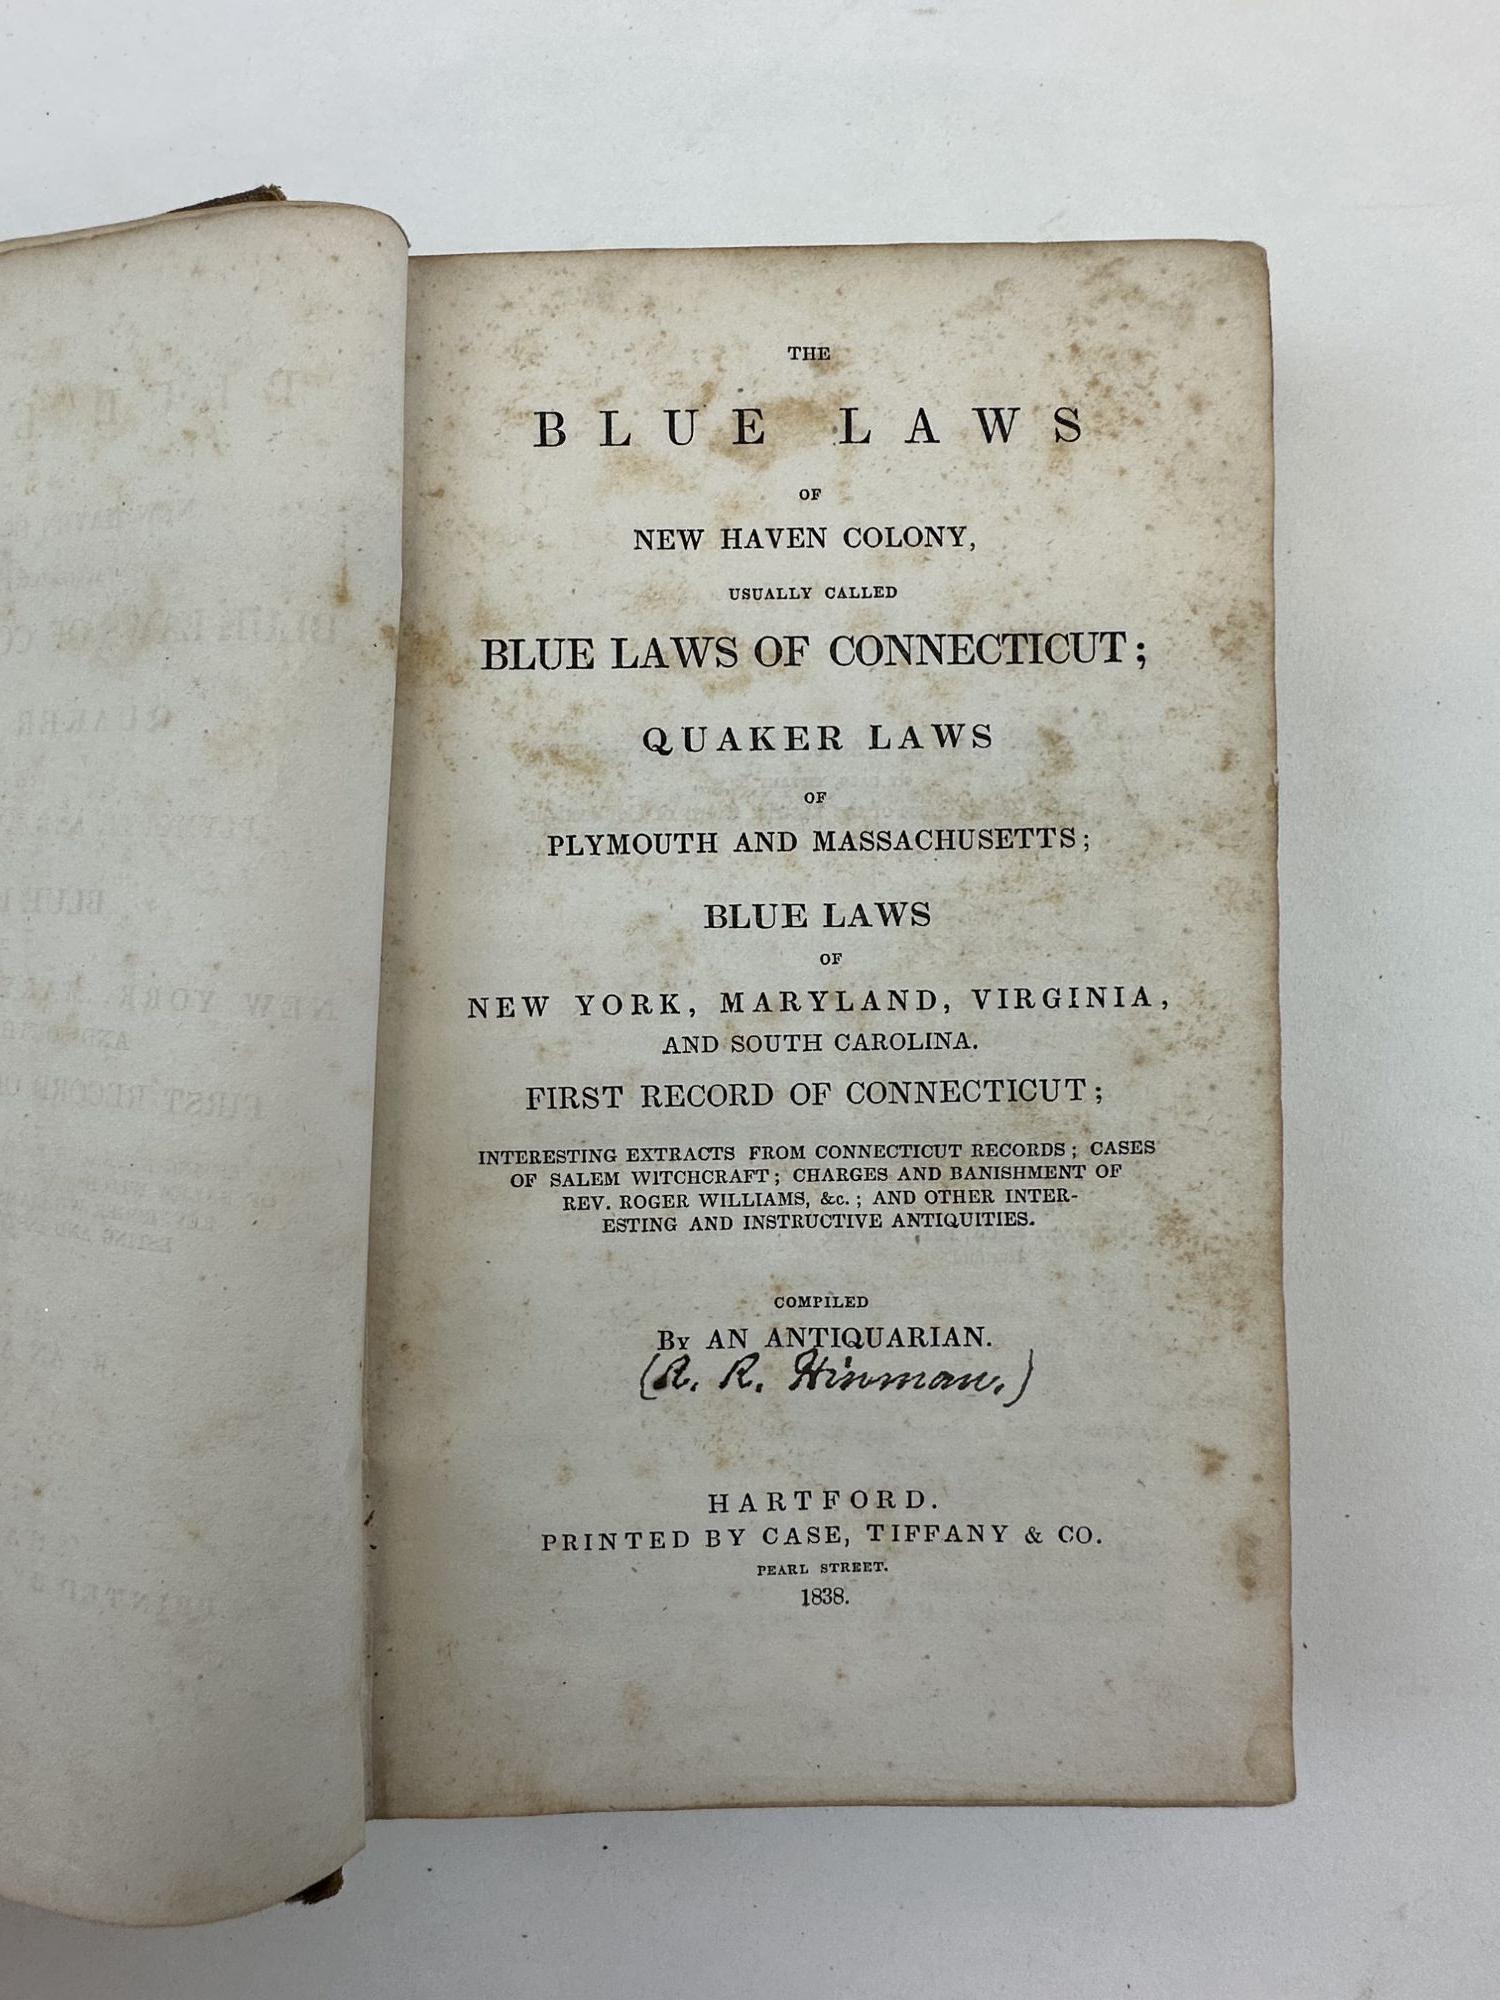 THE
BLUE LAWS
OF
NEW HAVEN COLONY,
USUALLY CALLED
BLUE LAWS OF CONNECTICUT;
QUAKER LAWS
OF
PLYMOUTH AND MASSACHUSETTS;
BLUE LAWS
OF
NEW YORK, MARYLAND, VIRGINIA,
AND SOUTH CAROLINA.
FIRST RECORD OF CONNECTICUT;
INTERESTING EXTRACTS FROM CONNECTICUT RECORDS; CASES
OF SALEM WITCHCRAFT; CHARGES AND BANISHMENT OF
REV. ROGER WILLIAMS, &c.; AND OTHER INTER-
ESTING AND INSTRUCTIVE ANTIQUITIES.
COMPILED
By AN ANTIQUARIAN.
(R. R. Hinman.)
HARTFORD.
PRINTED BY CASE, TIFFANY & CO.
PEARL STREET.
1838.